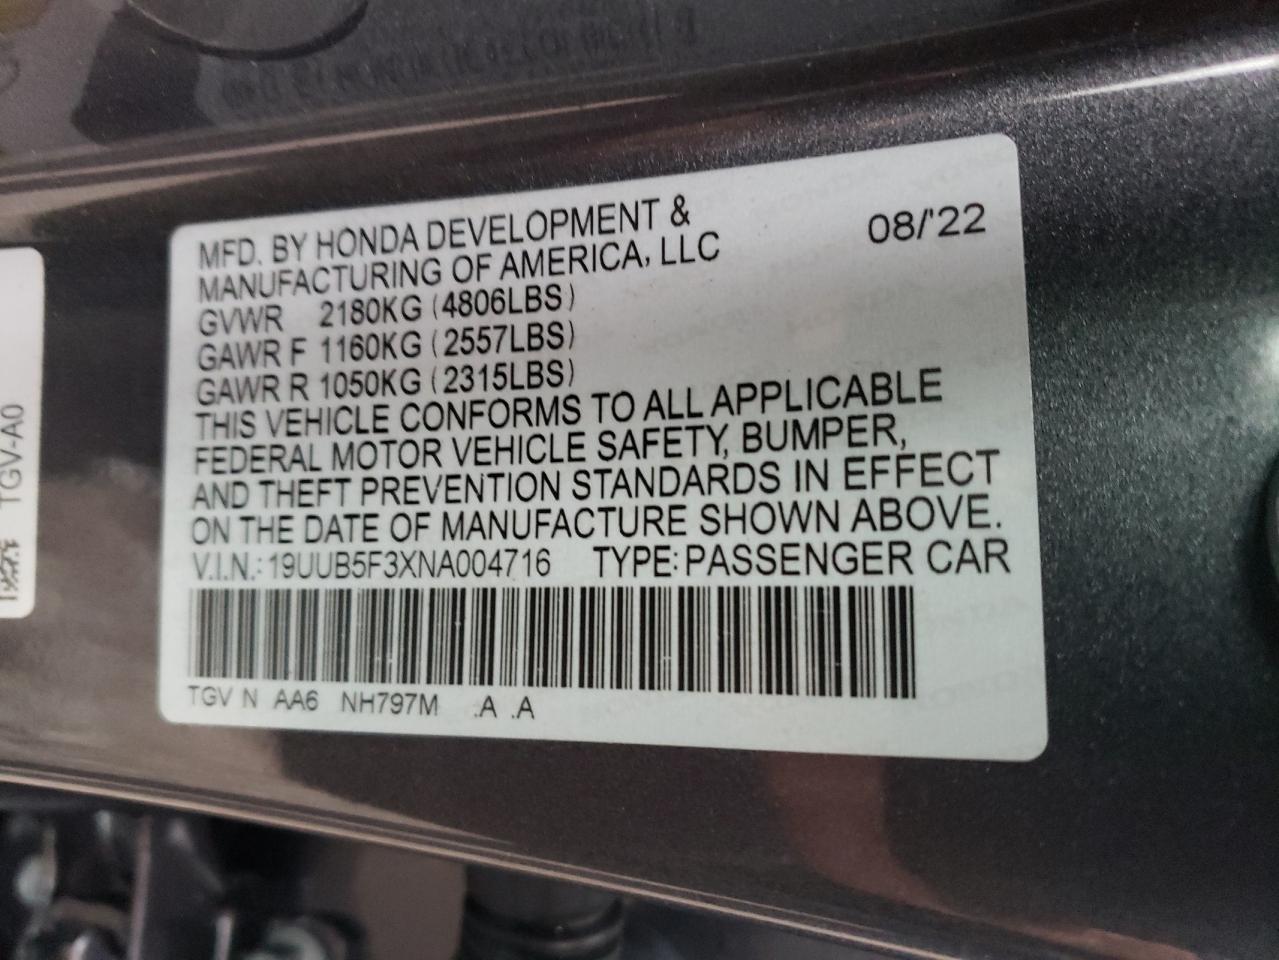 MFD. BY HONDA DEVELOPMENT &
MANUFACTURING OF AMERICA, LLC
08/'22
GVWR 2180KG (4806LBS)
GAWR F 1160KG (2557LBS)
GAWR R 1050KG (2315LBS)
THIS VEHICLE CONFORMS TO ALL APPLICABLE
FEDERAL MOTOR VEHICLE SAFETY, BUMPER,
AND THEFT PREVENTION STANDARDS IN EFFECT
ON THE DATE OF MANUFACTURE SHOWN ABOVE.
V.I.N.: 19UUB5F3XNA004716 TYPE: PASSENGER CAR
TGV N AA6 NH797M .A .A
TGV-A0